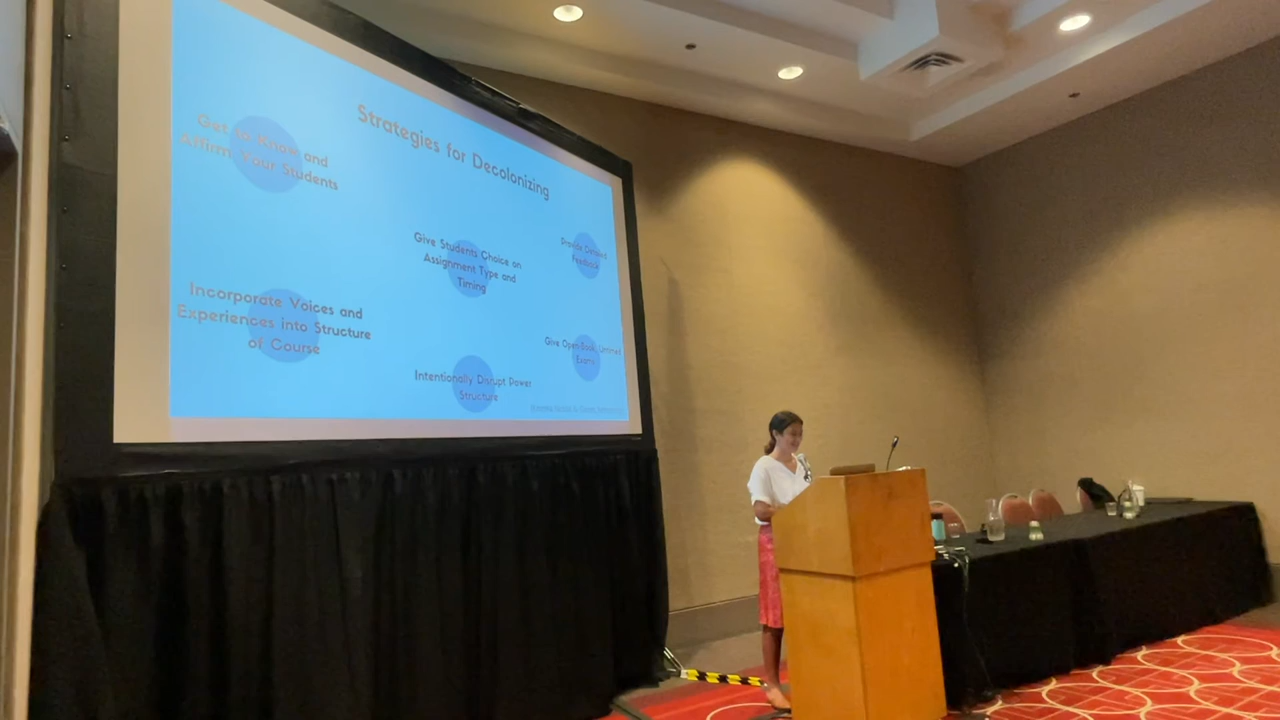 Strategies for Decolonizing
Get to Know and
Affirm Your Students
Give Students Choice on
Assignment Type and
Timing
Provide Detailed
Feedback
Incorporate Voices and
Experiences into Structure
of Course
Intentionally Disrupt Power
Structure
Give Open-Book, Untimed
Exams